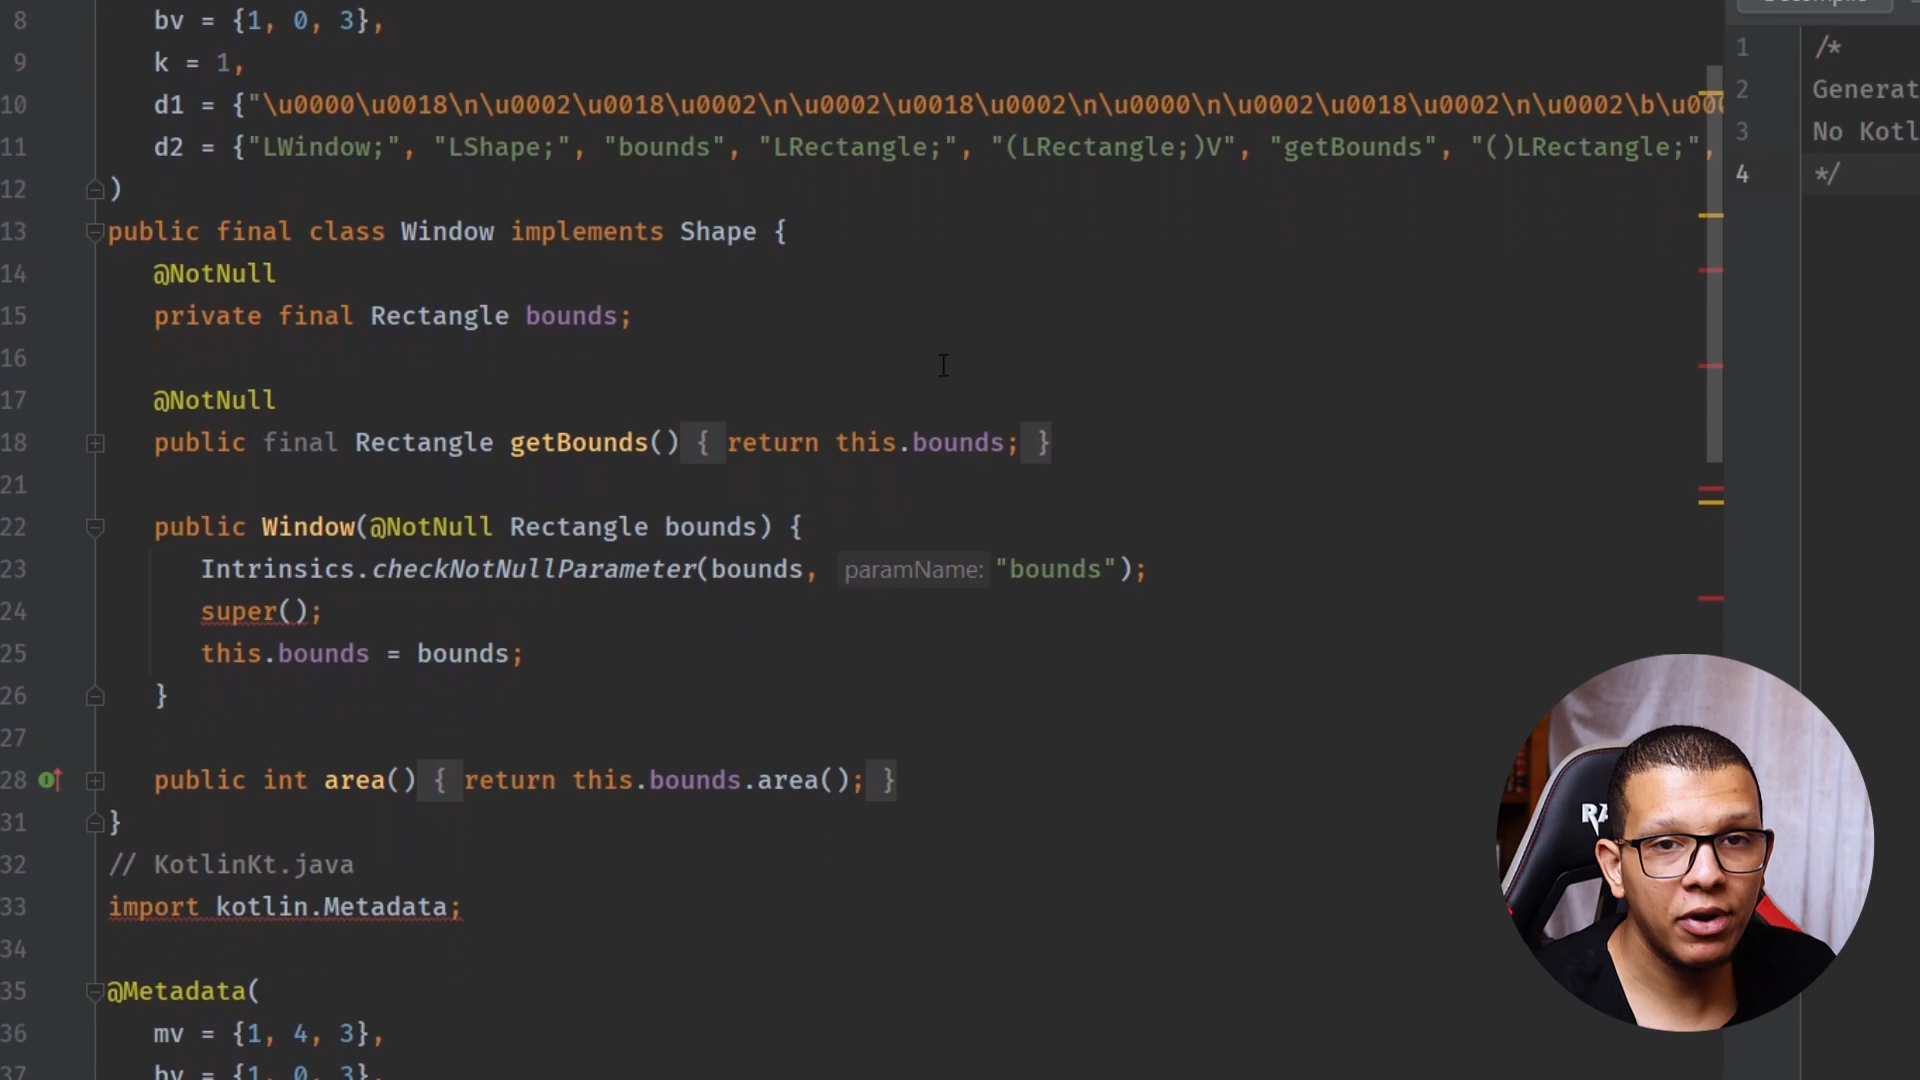 8 bv = {1, 0, 3},
9 k = 1,
10 d1 = {"\u0000\u0018\n\u0002\u0018\u0002\n\u0002\u0018\u0002\n\u0000\n\u0002\u0018\u0002\n\u0002\b\u00
11 d2 = {"LWindow;", "LShape;", "bounds", "LRectangle;", "(LRectangle;)V", "getBounds", "()LRectangle;",
12 )
13 public final class Window implements Shape {
14 @NotNull
15 private final Rectangle bounds;
16
17 @NotNull
18 public final Rectangle getBounds() { return this.bounds; }
21
22 public Window(@NotNull Rectangle bounds) {
23 Intrinsics.checkNotNullParameter(bounds, paramName: "bounds");
24 super();
25 this.bounds = bounds;
26 }
27
28 public int area() { return this.bounds.area(); }
31 }
32 // KotlinKt.java
33 import kotlin.Metadata;
34
35 @Metadata(
36 mv = {1, 4, 3},
37 bv = {1, 0, 3},
1 /*
2 Generat
3 No Kotl
4 */